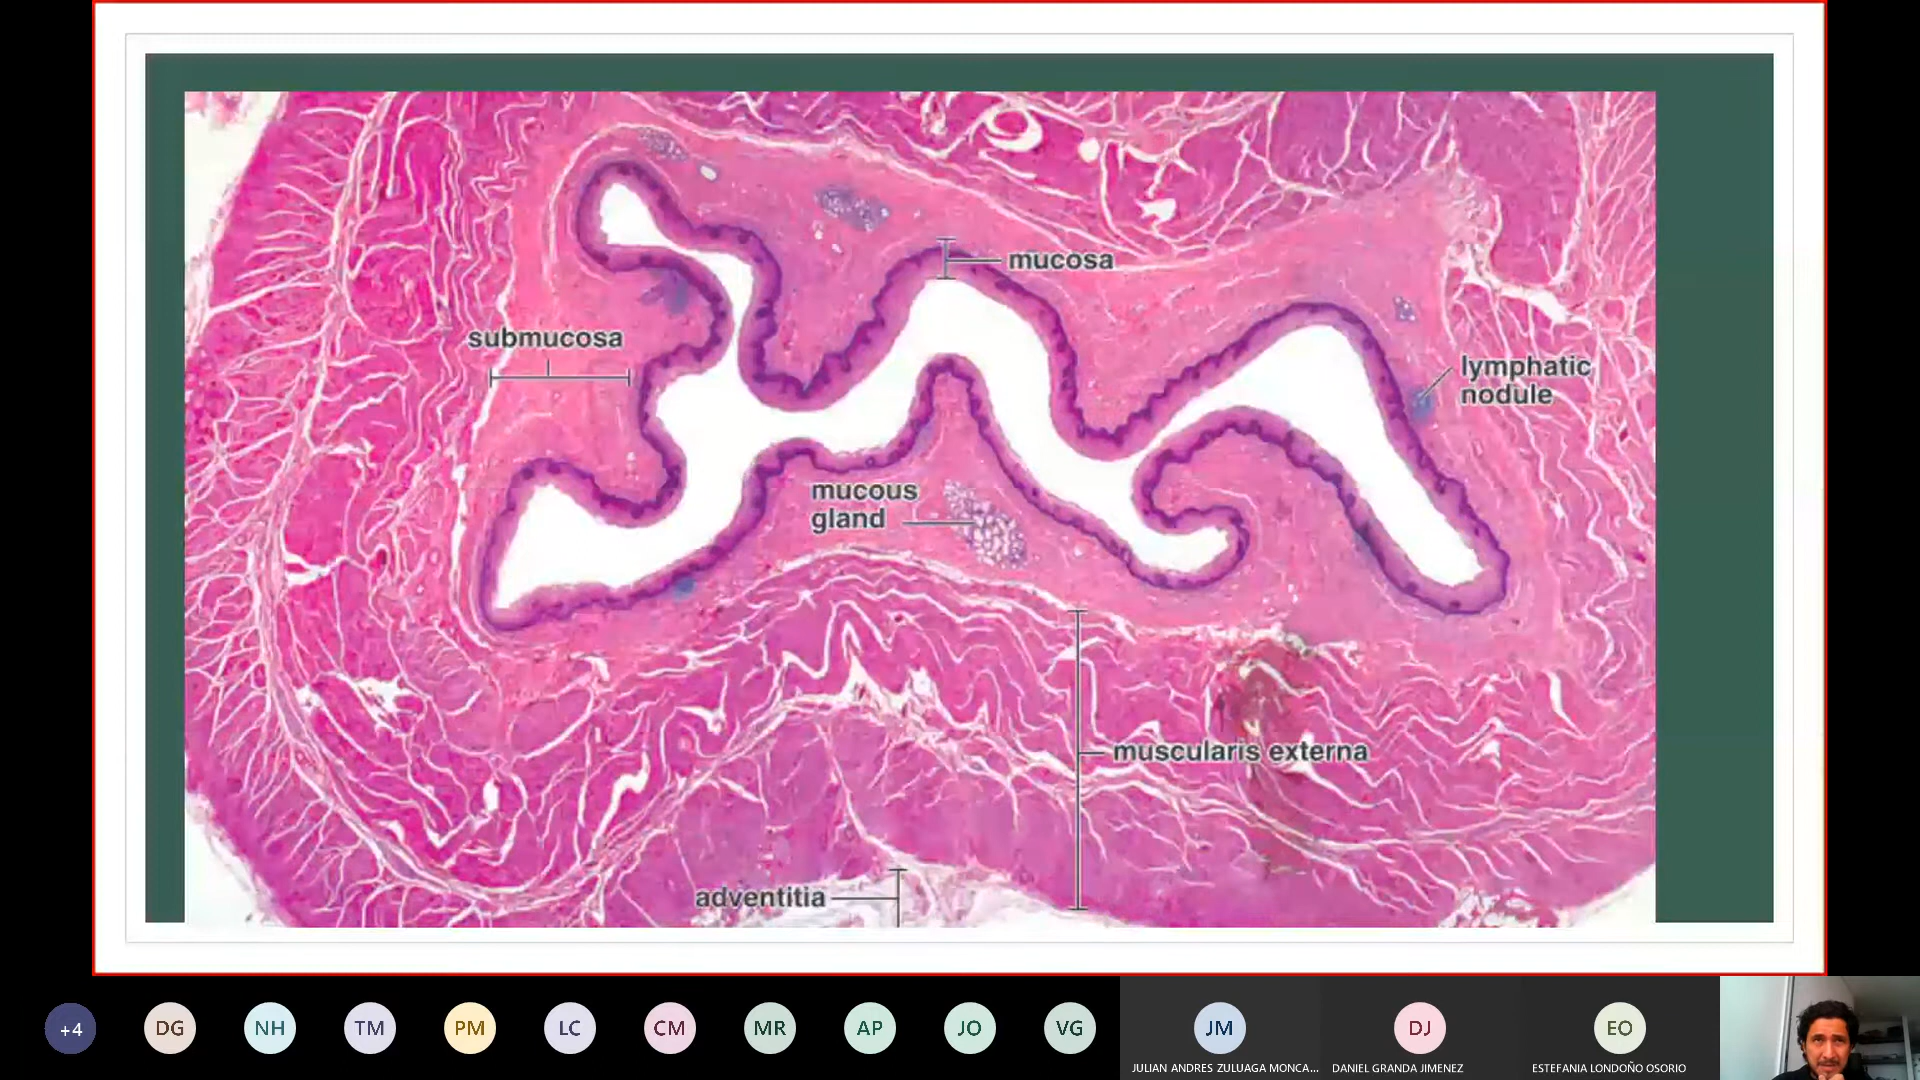 mucosa
submucosa
lymphatic
nodule
mucous
gland
muscularis externa
adventitia
+4
DG
NH
TM
PM
LC
CM
MR
AP
JO
VG
JM
DJ
EO
JULIAN ANDRES ZULUAGA MONCA...
DANIEL GRANDA JIMENEZ
ESTEFANIA LONDOÑO OSORIO